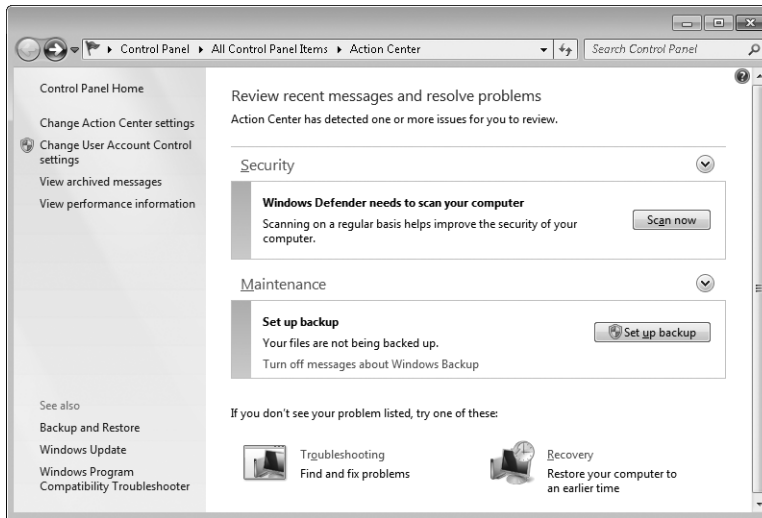 Control Panel ▸ All Control Panel Items ▸ Action Center
Search Control Panel
Control Panel Home
Change Action Center settings
Change User Account Control
settings
View archived messages
View performance information
See also
Backup and Restore
Windows Update
Windows Program
Compatibility Troubleshooter
Review recent messages and resolve problems
Action Center has detected one or more issues for you to review.
Security
Windows Defender needs to scan your computer
Scanning on a regular basis helps improve the security of your
computer.
Scan now
Maintenance
Set up backup
Your files are not being backed up.
Turn off messages about Windows Backup
Set up backup
If you don't see your problem listed, try one of these:
Troubleshooting
Find and fix problems
Recovery
Restore your computer to
an earlier time